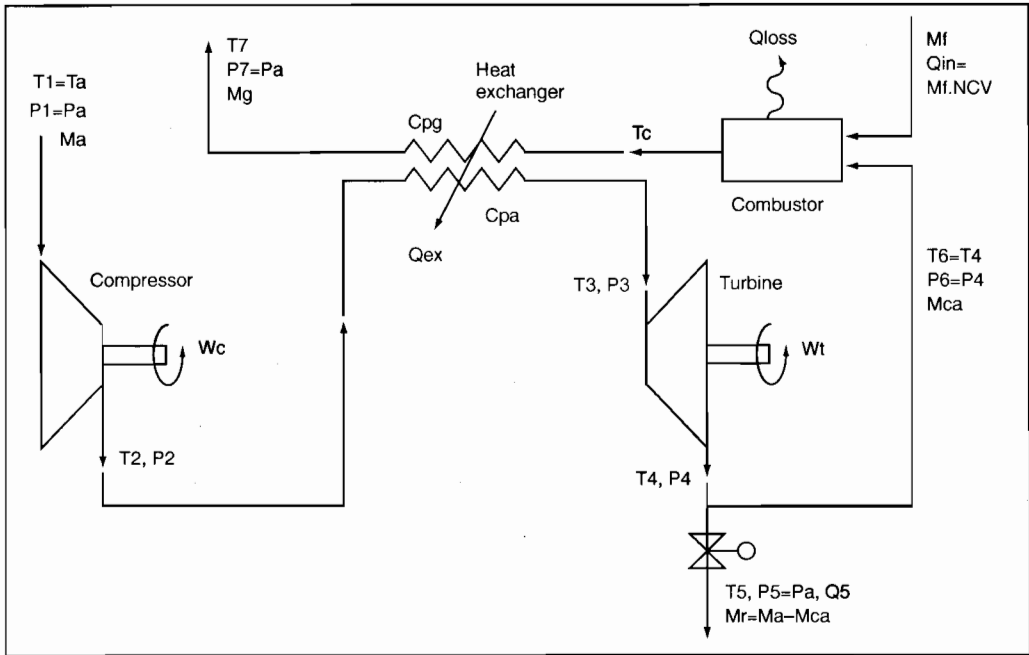 T1=Ta
P1=Pa
Ma
T7
P7=Pa
Mg
Heat
exchanger
Cpg
Cpa
Qex
Tc
Qloss
Combustor
Mf
Qin=
Mf.NCV
T6=T4
P6=P4
Mca
Compressor
Wc
T2, P2
T3, P3
Turbine
Wt
T4, P4
T5, P5=Pa, Q5
Mr=Ma–Mca